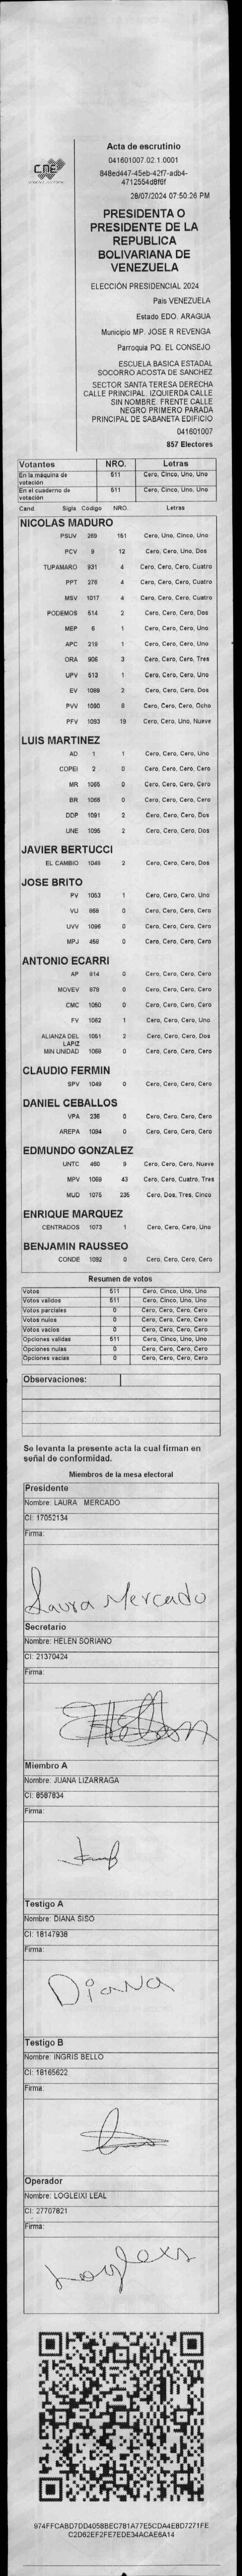 CNE
Acta de escrutinio
041601007.02.1.0001
848ed447-45eb-42f7-adb4-
4712554d8f6f
28/07/2024 07:50:26 PM
PRESIDENTA O
PRESIDENTE DE LA
REPUBLICA
BOLIVARIANA DE
VENEZUELA
ELECCIÓN PRESIDENCIAL 2024
Pais VENEZUELA
Estado EDO. ARAGUA
Municipio MP. JOSE R REVENGA
Parroquia PQ. EL CONSEJO
ESCUELA BASICA ESTADAL
SOCORRO ACOSTA DE SANCHEZ
SECTOR SANTA TERESA DERECHA
CALLE PRINCIPAL. IZQUIERDA CALLE
SIN NOMBRE. FRENTE CALLE
NEGRO PRIMERO PARADA
PRINCIPAL DE SABANETA EDIFICIO
041601007
857 Electores
Votantes NRO. Letras
En la máquina de votación 511 Cero, Cinco, Uno, Uno
En el cuaderno de votación 511 Cero, Cinco, Uno, Uno
Cand Sigla Codigo NRO. Letras
NICOLAS MADURO
PSUV 269 151 Cero, Uno, Cinco, Uno
PCV 9 12 Cero, Cero, Uno, Dos
TUPAMARO 931 4 Cero, Cero, Cero, Cuatro
PPT 276 4 Cero, Cero, Cero, Cuatro
MSV 1017 4 Cero, Cero, Cero, Cuatro
PODEMOS 514 2 Cero, Cero, Cero, Dos
MEP 6 1 Cero, Cero, Cero, Uno
APC 219 1 Cero, Cero, Cero, Uno
ORA 906 3 Cero, Cero, Cero, Tres
UPV 513 1 Cero, Cero, Cero, Uno
EV 1089 2 Cero, Cero, Cero, Dos
PVV 1090 8 Cero, Cero, Cero, Ocho
PFV 1093 19 Cero, Cero, Uno, Nueve
LUIS MARTINEZ
AD 1 1 Cero, Cero, Cero, Uno
COPEI 2 0 Cero, Cero, Cero, Cero
MR 1065 0 Cero, Cero, Cero, Cero
BR 1066 0 Cero, Cero, Cero, Cero
DDP 1091 2 Cero, Cero, Cero, Dos
UNE 1095 2 Cero, Cero, Cero, Dos
JAVIER BERTUCCI
EL CAMBIO 1048 2 Cero, Cero, Cero, Dos
JOSE BRITO
PV 1053 1 Cero, Cero, Cero, Uno
VU 868 0 Cero, Cero, Cero, Cero
UVV 1096 0 Cero, Cero, Cero, Cero
MPJ 458 0 Cero, Cero, Cero, Cero
ANTONIO ECARRI
AP 814 0 Cero, Cero, Cero, Cero
MOVEV 878 0 Cero, Cero, Cero, Cero
CMC 1050 0 Cero, Cero, Cero, Cero
FV 1062 1 Cero, Cero, Cero, Uno
ALIANZA DEL LAPIZ 1051 2 Cero, Cero, Cero, Dos
MIN UNIDAD 1068 0 Cero, Cero, Cero, Cero
CLAUDIO FERMIN
SPV 1049 0 Cero, Cero, Cero, Cero
DANIEL CEBALLOS
VPA 236 0 Cero, Cero, Cero, Cero
AREPA 1094 0 Cero, Cero, Cero, Cero
EDMUNDO GONZALEZ
UNTC 460 9 Cero, Cero, Cero, Nueve
MPV 1069 43 Cero, Cero, Cuatro, Tres
MUD 1075 235 Cero, Dos, Tres, Cinco
ENRIQUE MARQUEZ
CENTRADOS 1073 1 Cero, Cero, Cero, Uno
BENJAMIN RAUSSEO
CONDE 1092 0 Cero, Cero, Cero, Cero
Resumen de votos
Votos 511 Cero, Cinco, Uno, Uno
Votos validos 511 Cero, Cinco, Uno, Uno
Votos parciales 0 Cero, Cero, Cero, Cero
Votos nulos 0 Cero, Cero, Cero, Cero
Votos vacios 0 Cero, Cero, Cero, Cero
Opciones validas 511 Cero, Cinco, Uno, Uno
Opciones nulas 0 Cero, Cero, Cero, Cero
Opciones vacias 0 Cero, Cero, Cero, Cero
Observaciones:
Se levanta la presente acta la cual firman en
señal de conformidad.
Miembros de la mesa electoral
Presidente
Nombre: LAURA MERCADO
CI: 17052134
Firma:
Laura Mercado
Secretario
Nombre: HELEN SORIANO
CI: 21370424
Firma:
Miembro A
Nombre: JUANA LIZARRAGA
CI: 8587834
Firma:
Testigo A
Nombre: DIANA SISO
CI: 18147938
Firma:
Diana
Testigo B
Nombre: INGRIS BELLO
CI: 18165622
Firma:
Operador
Nombre: LOGLEIXI LEAL
CI: 27707821
Firma:
974FFCABD7DD4058BEC781A77E5CDA4E8D7271FE
C2D62EF2FE7EDE34ACAE6A14